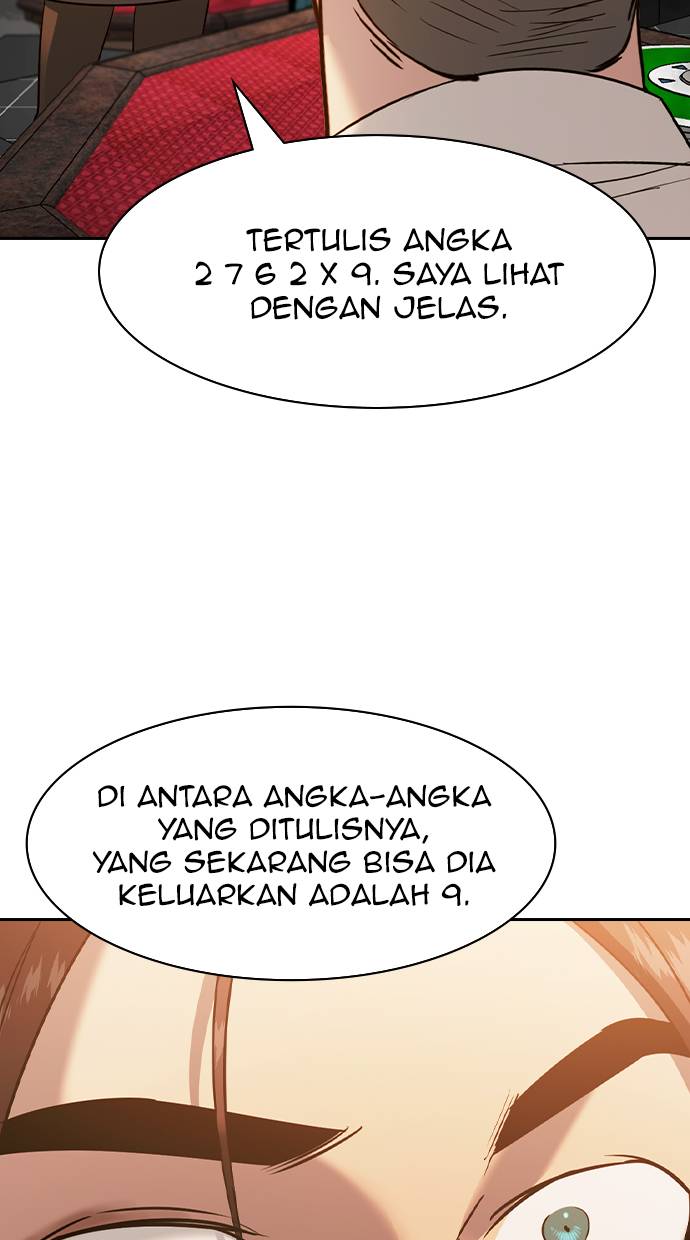 TERTULIS ANGKA
2 7 6 2 X 9. SAYA LIHAT
DENGAN JELAS.
DI ANTARA ANGKA-ANGKA
YANG DITULISNYA,
YANG SEKARANG BISA DIA
KELUARKAN ADALAH 9.